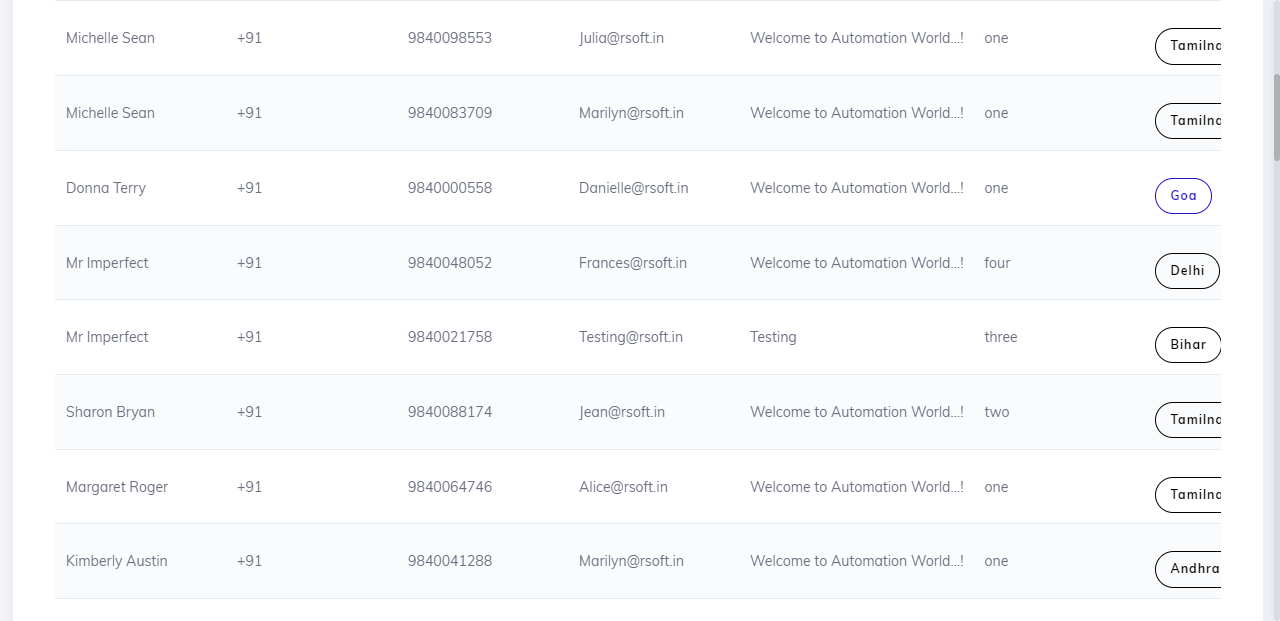 Michelle Sean +91 9840098553 Julia@rsoft.in Welcome to Automation World...! one
Michelle Sean +91 9840083709 Marilyn@rsoft.in Welcome to Automation World...! one
Donna Terry +91 9840000558 Danielle@rsoft.in Welcome to Automation World...! one Goa
Mr Imperfect +91 9840048052 Frances@rsoft.in Welcome to Automation World...! four Delhi
Mr Imperfect +91 9840021758 Testing@rsoft.in Testing three Bihar
Sharon Bryan +91 9840088174 Jean@rsoft.in Welcome to Automation World...! two
Margaret Roger +91 9840064746 Alice@rsoft.in Welcome to Automation World...! one
Kimberly Austin +91 9840041288 Marilyn@rsoft.in Welcome to Automation World...! one Andhra